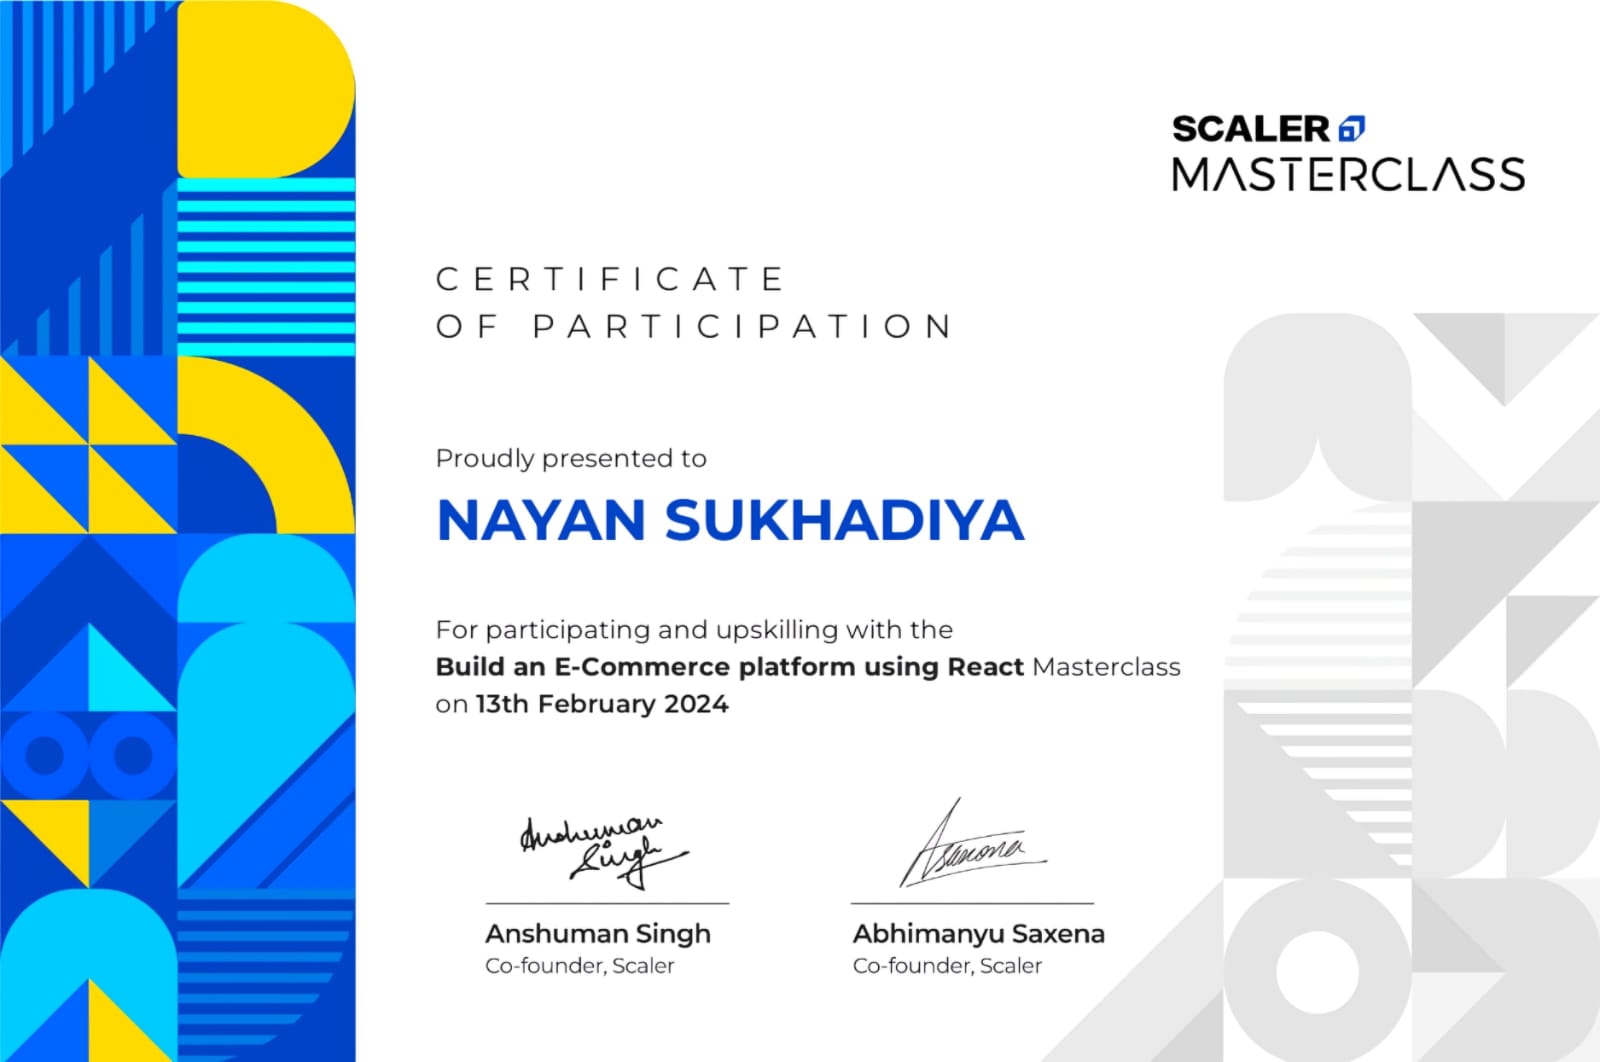 SCALER
MASTERCLASS
CERTIFICATE
OF PARTICIPATION
Proudly presented to
NAYAN SUKHADIYA
For participating and upskilling with the
Build an E-Commerce platform using React Masterclass
on 13th February 2024
Anshuman Singh
Asaxena
Anshuman Singh
Abhimanyu Saxena
Co-founder, Scaler
Co-founder, Scaler